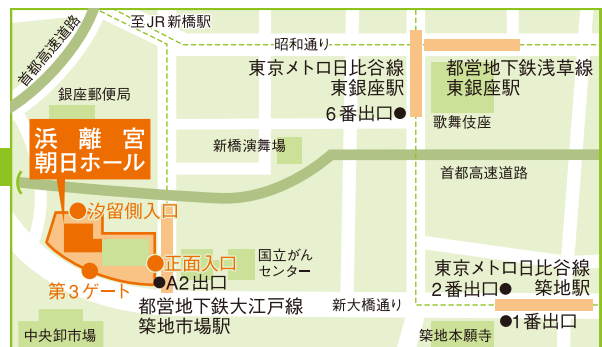 至JR新橋駅
昭和通り
首都高速道路
東京メトロ日比谷線
東銀座駅
都営地下鉄浅草線
東銀座駅
銀座郵便局
6番出口
歌舞伎座
浜離宮
朝日ホール
新橋演舞場
首都高速道路
汐留側入口
正面入口
国立がん
センター
A2出口
第3ゲート
東京メトロ日比谷線
築地駅
2番出口
都営地下鉄大江戸線
築地市場駅
新大橋通り
1番出口
中央卸市場
築地本願寺